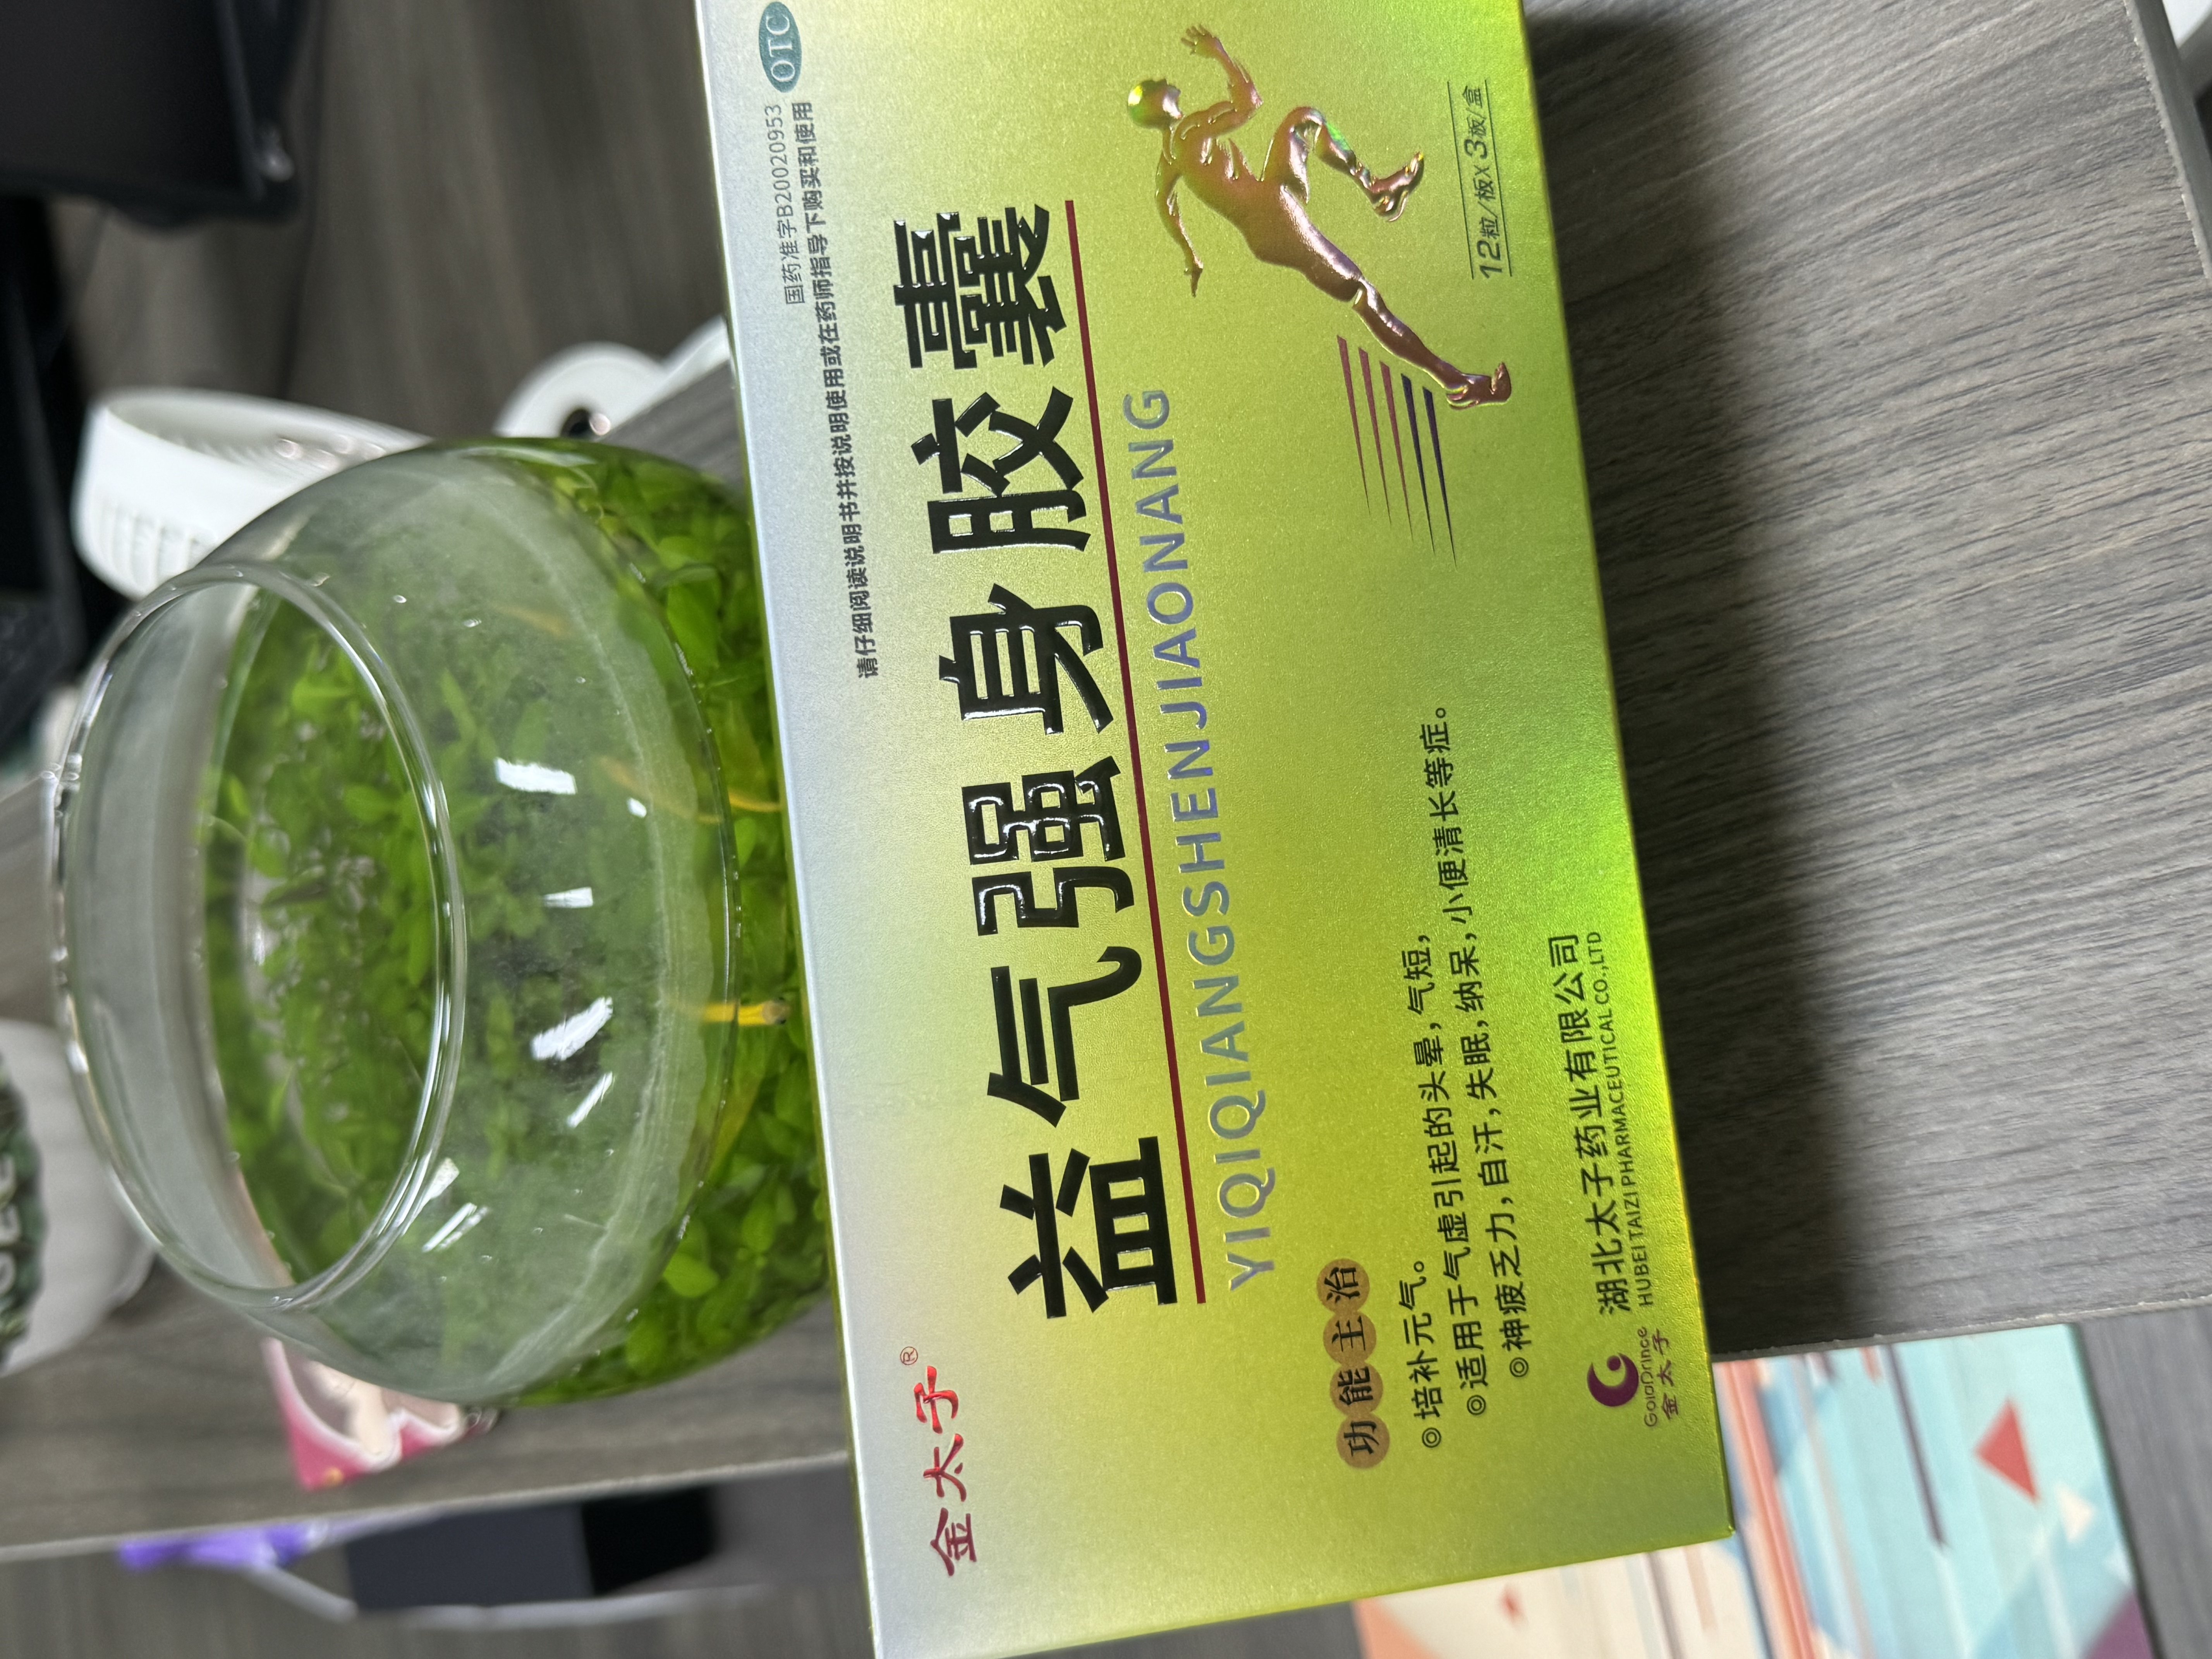 国药准字B20020953
OTC
请仔细阅读说明书并按说明使用或在药师指导下购买和使用
金太子®
益气强身胶囊
YIQIQIANGSHENJIAONANG
功能主治
◎培补元气。
◎适用于气虚引起的头晕,气短,
◎神疲乏力,自汗,失眠,纳呆,小便清长等症。
12粒/板X3板/盒
湖北太子药业有限公司
HUBEI TAIZI PHARMACEUTICAL CO.,LTD
金太子